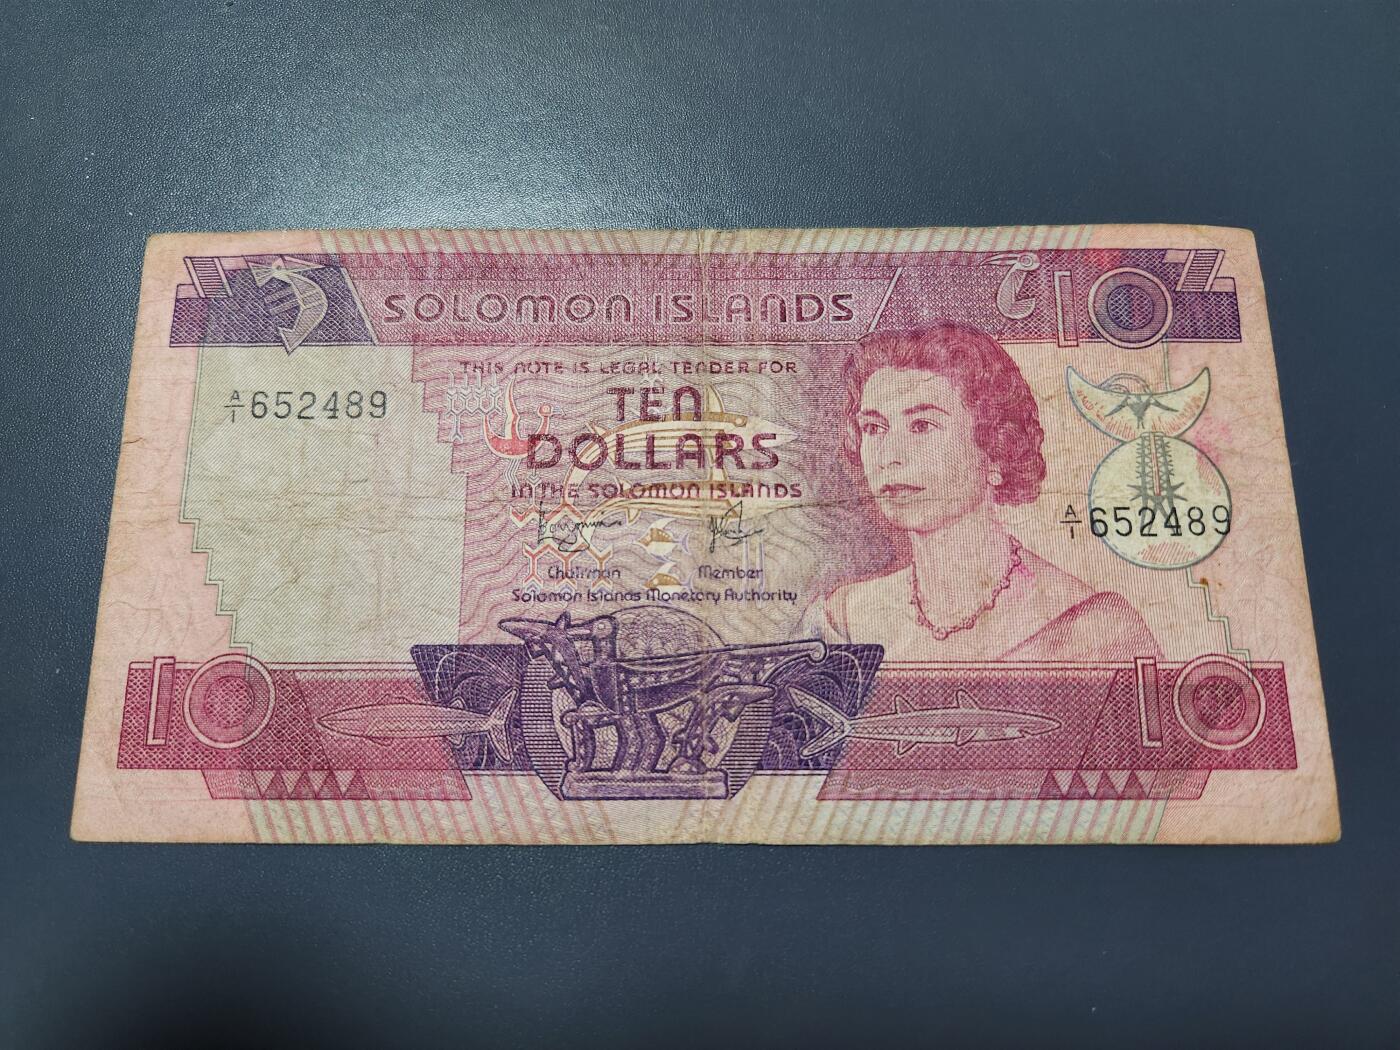 SOLOMON ISLANDS
10
THIS NOTE IS LEGAL TENDER FOR
A/1 652489
TEN
DOLLARS
IN THE SOLOMON ISLANDS
A/1 652489
Chairman Member
Solomon Islands Monetary Authority
10
10